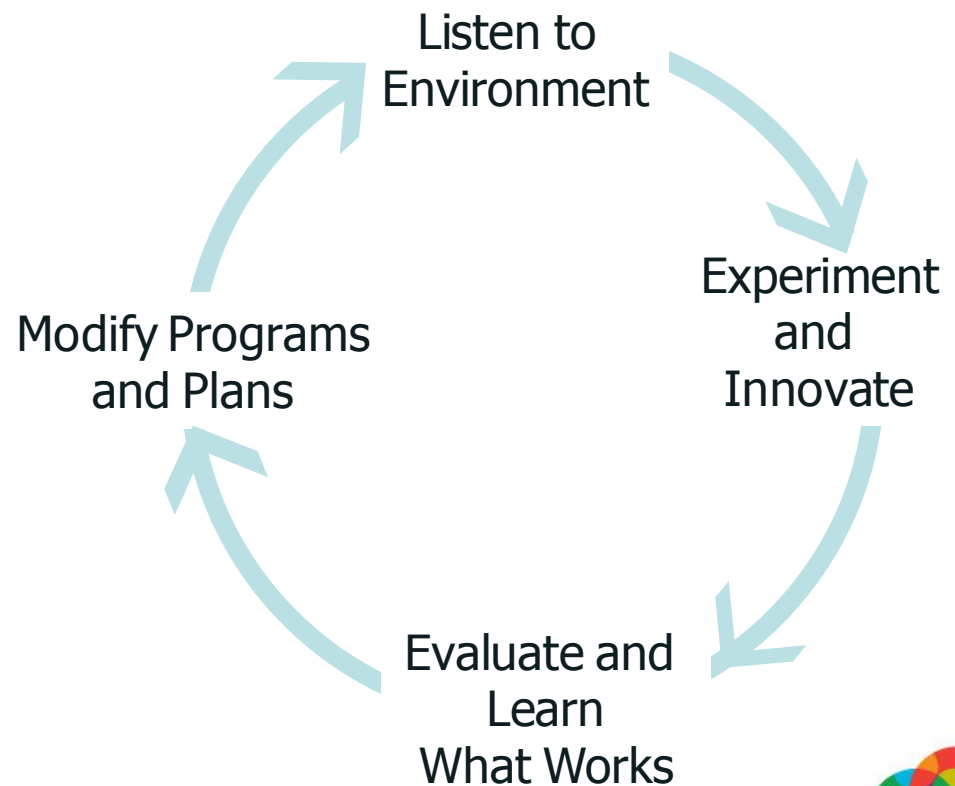 Listen to
Environment
Experiment
and
Innovate
Evaluate and
Learn
What Works
Modify Programs
and Plans